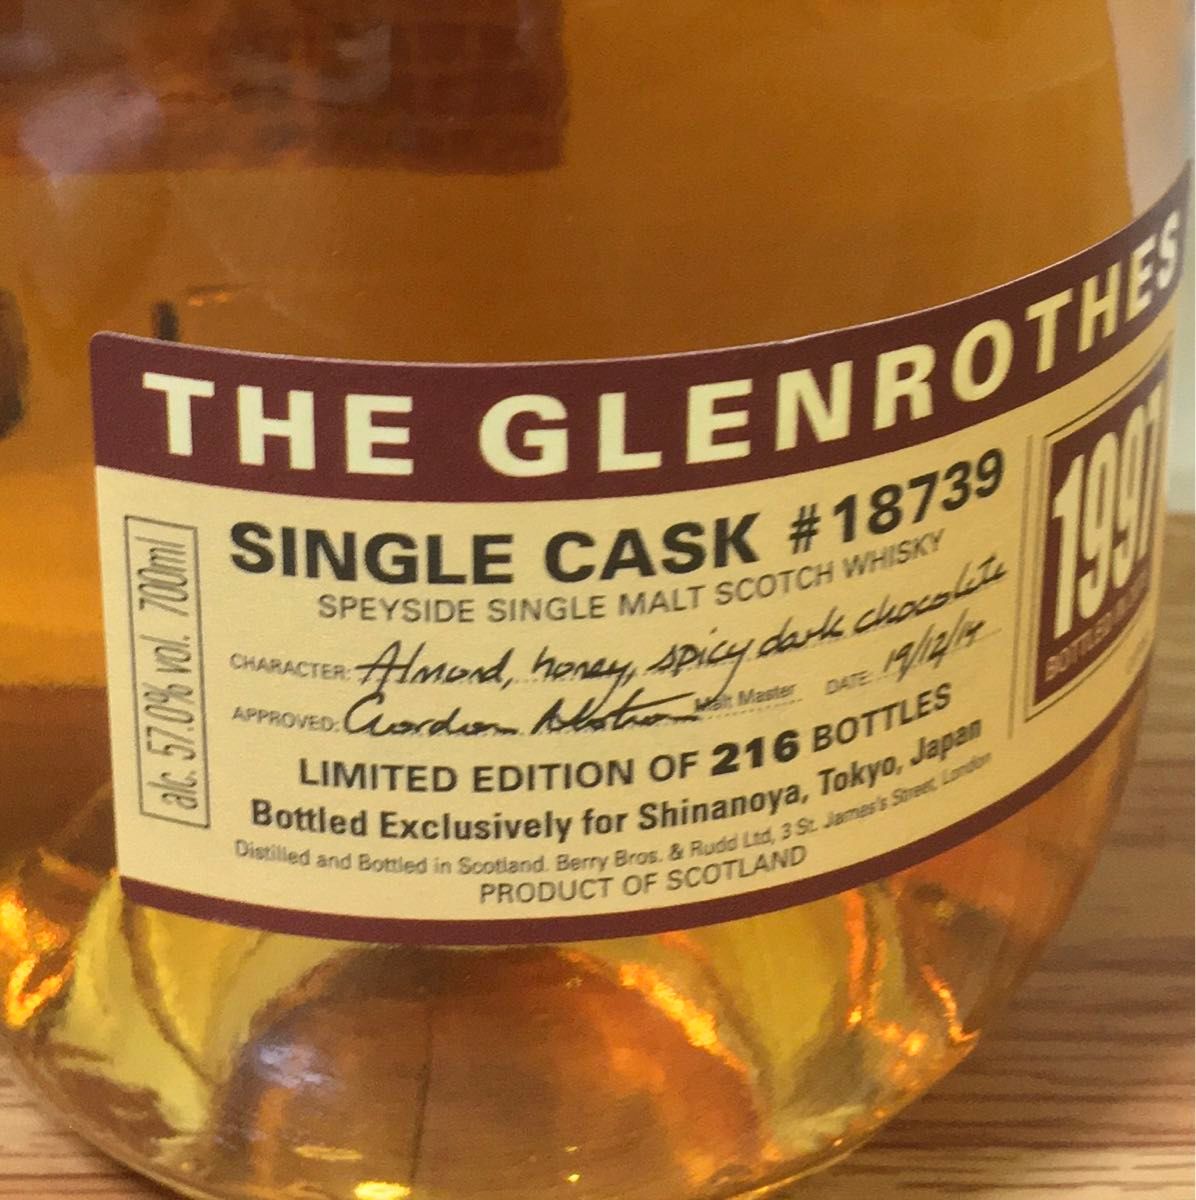 THE GLENROTHES
SINGLE CASK #18739
SPEYSIDE SINGLE MALT SCOTCH WHISKY
CHARACTER: Almond, honey, spicy dark chocolate
APPROVED: Gordon Malt Master DATE: 19/12/14
LIMITED EDITION OF 216 BOTTLES
Bottled Exclusively for Shinanoya, Tokyo, Japan
Distilled and Bottled in Scotland. Berry Bros. & Rudd Ltd, 3 St. James's Street, London
PRODUCT OF SCOTLAND
alc. 57.0% vol. 700ml
1997
BOTTLED IN